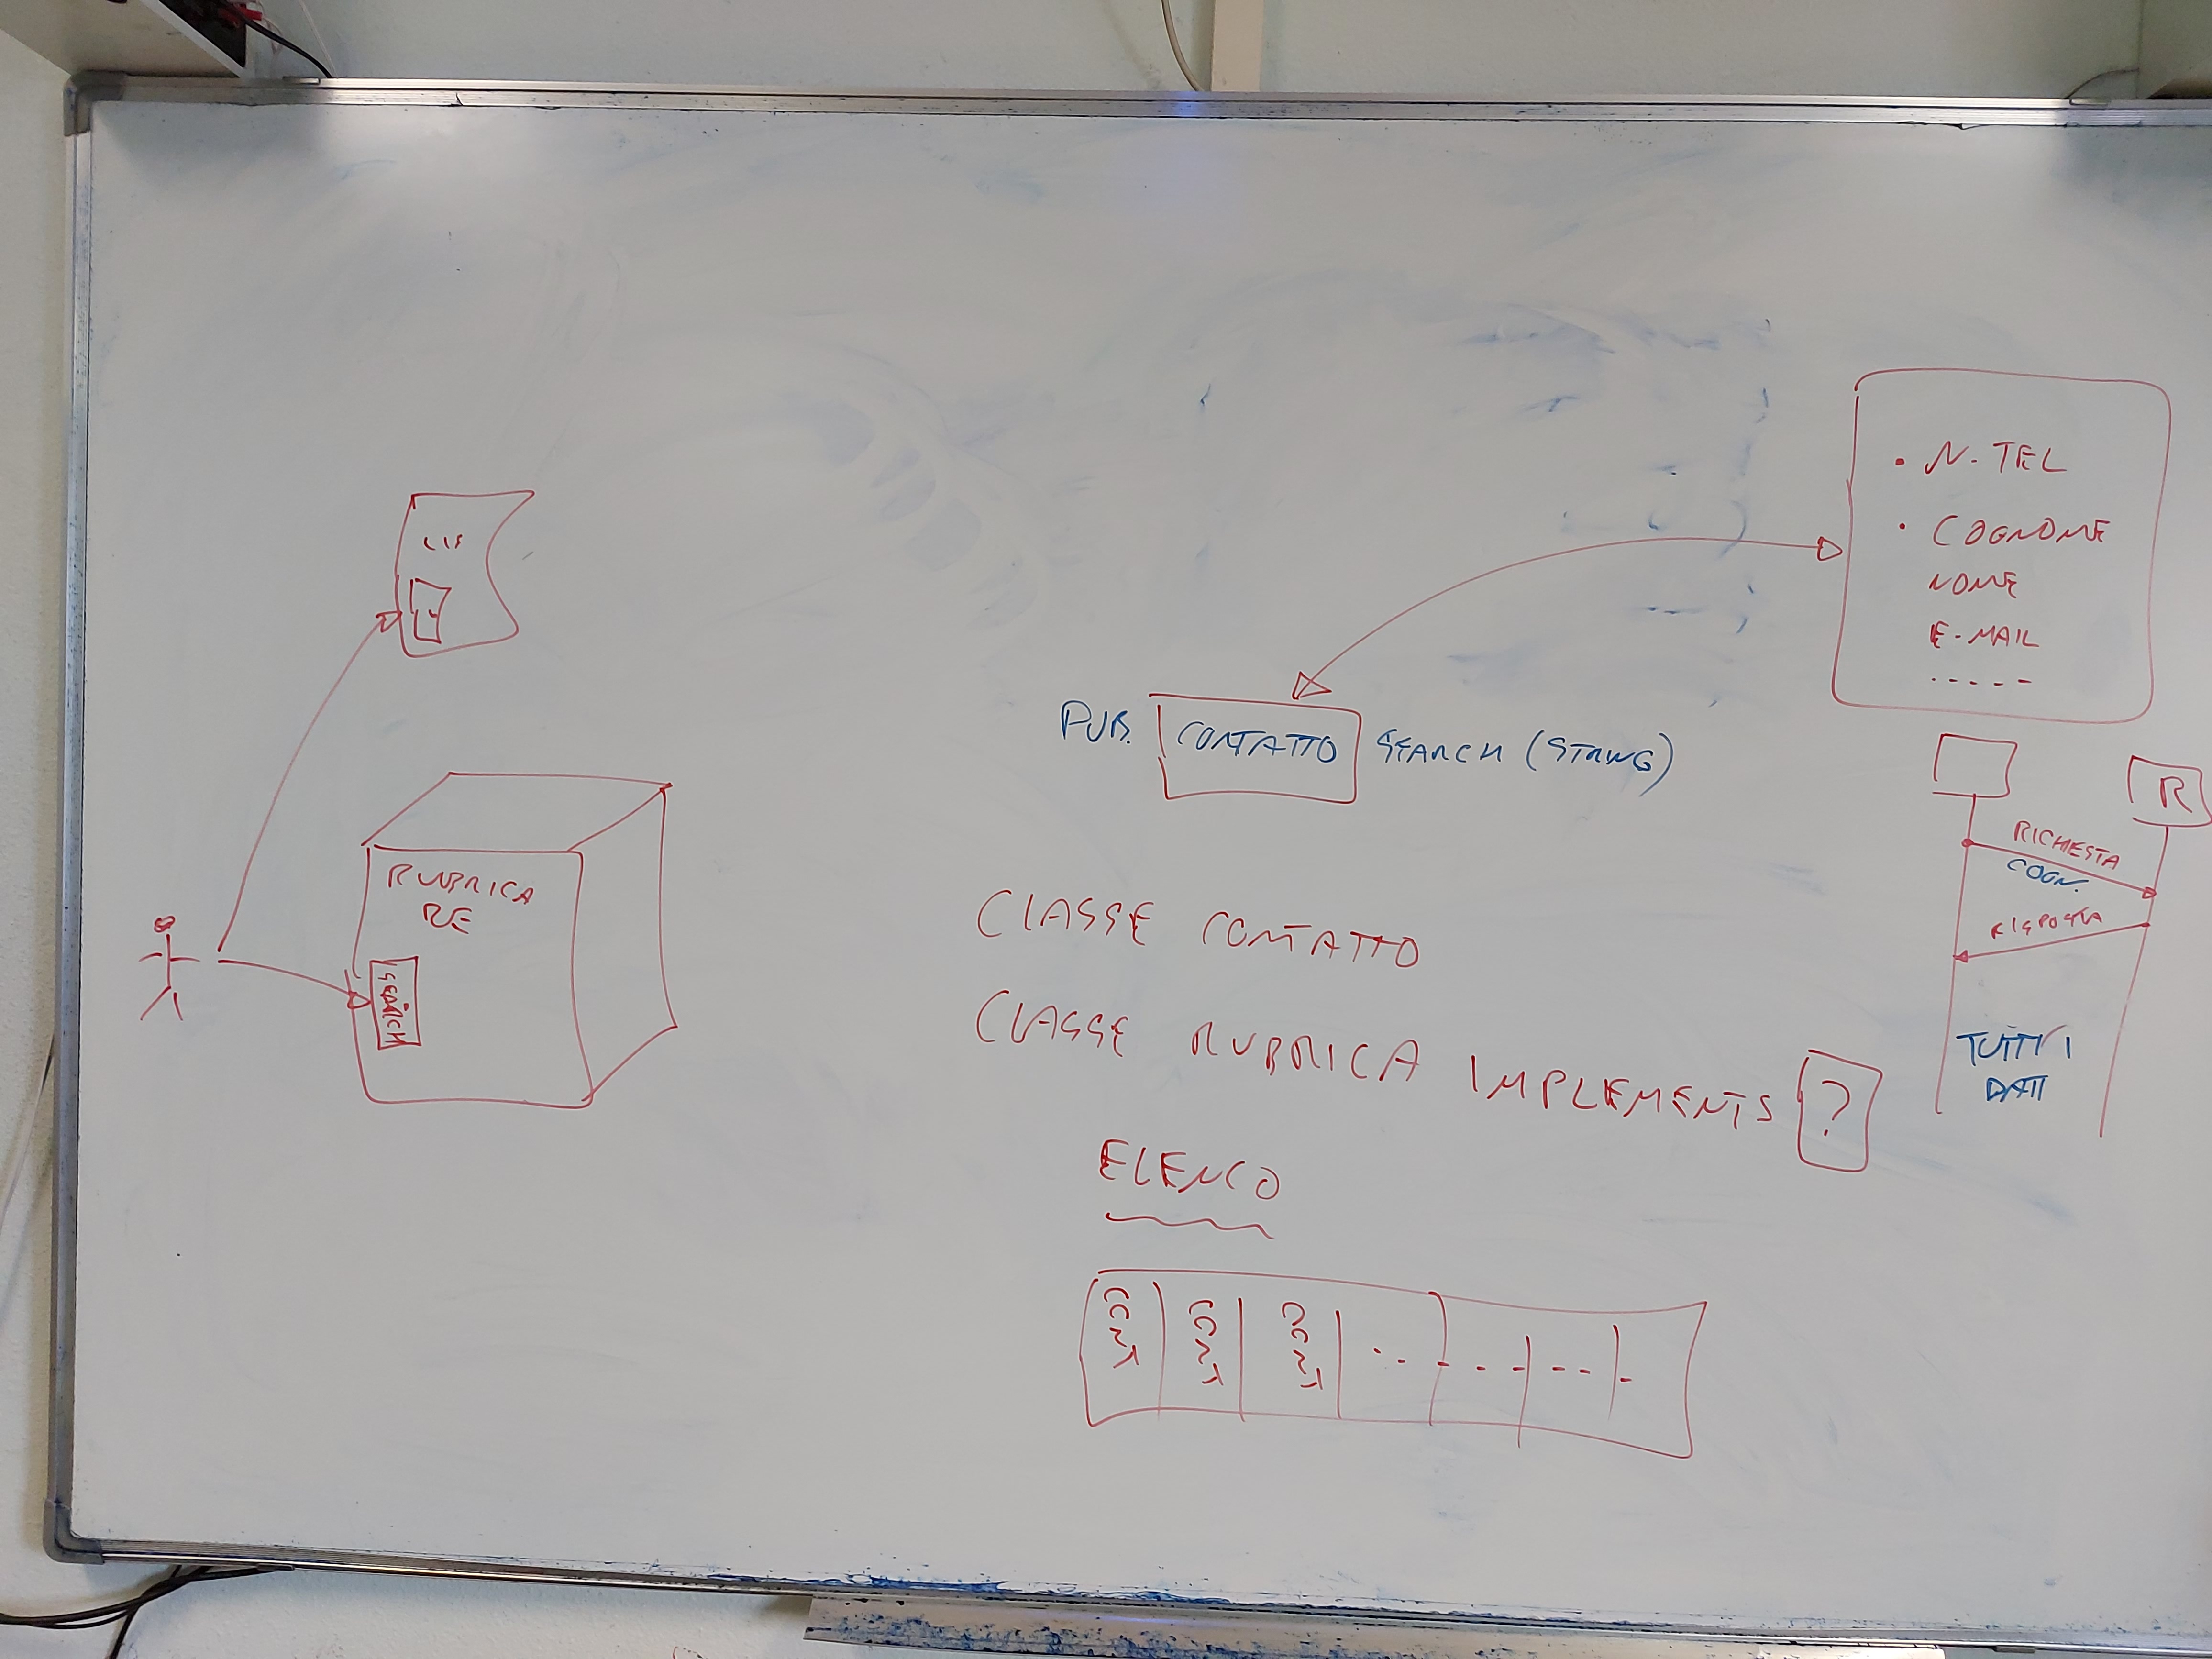 RUBRICA
RE
SEARCH
PUB. CONTATTO SEARCH (STRING)
• N. TEL
• COGNOME
NOME
E-MAIL
-----
R
RICHIESTA
COGN.
RISPOSTA
TUTTI I
DATI
CLASSE CONTATTO
CLASSE RUBRICA IMPLEMENTS ?
ELENCO
CONT CONT CONT